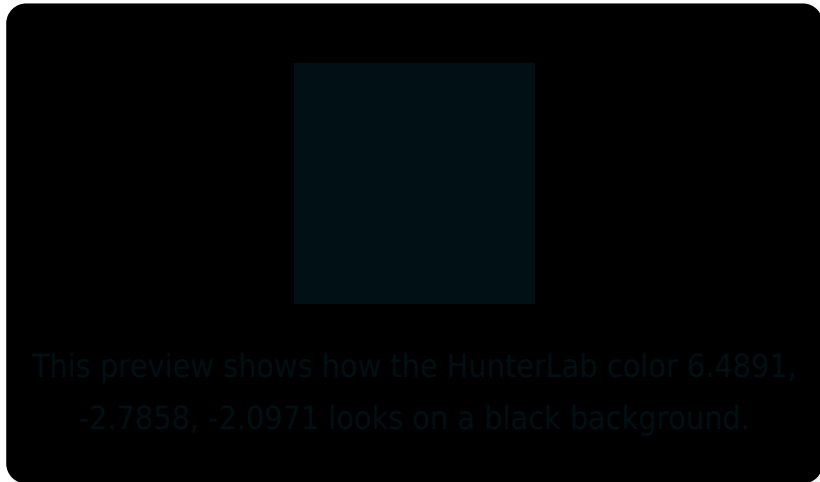 This preview shows how the HunterLab color 6.4891,
-2.7858, -2.0971 looks on a black background.